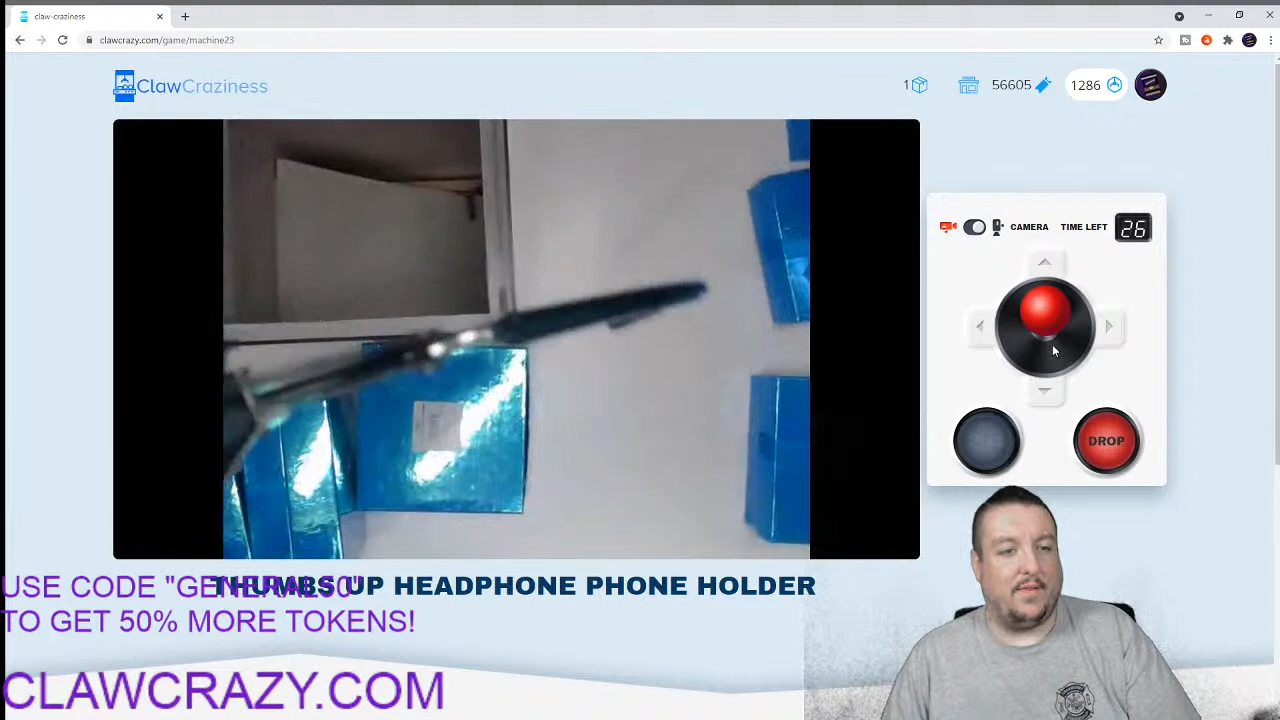 claw-craziness
clawcrazy.com/game/machine23
ClawCraziness
1
56605
1286
CAMERA
TIME LEFT
26
DROP
THUMBS UP HEADPHONE PHONE HOLDER
USE CODE "GENERAL50"
TO GET 50% MORE TOKENS!
CLAWCRAZY.COM